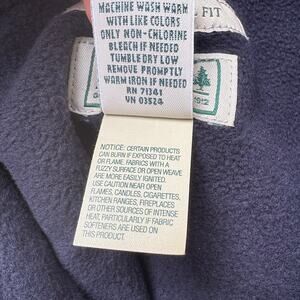 MACHINE WASH WARM
WITH LIKE COLORS
ONLY NON-CHLORINE
BLEACH IF NEEDED
TUMBLE DRY LOW
REMOVE PROMPTLY
WARM IRON IF NEEDED
RN 71341
VN 03524
FIT
1912
NOTICE: CERTAIN PRODUCTS
CAN BURN IF EXPOSED TO HEAT
OR FLAME. FABRICS WITH A
FUZZY SURFACE OR OPEN WEAVE
ARE MORE EASILY IGNITED.
USE CAUTION NEAR OPEN
FLAMES, CANDLES, CIGARETTES,
KITCHEN RANGES, FIREPLACES
OR OTHER SOURCES OF INTENSE
HEAT, PARTICULARLY IF FABRIC
SOFTENERS ARE USED ON
THIS PRODUCT.